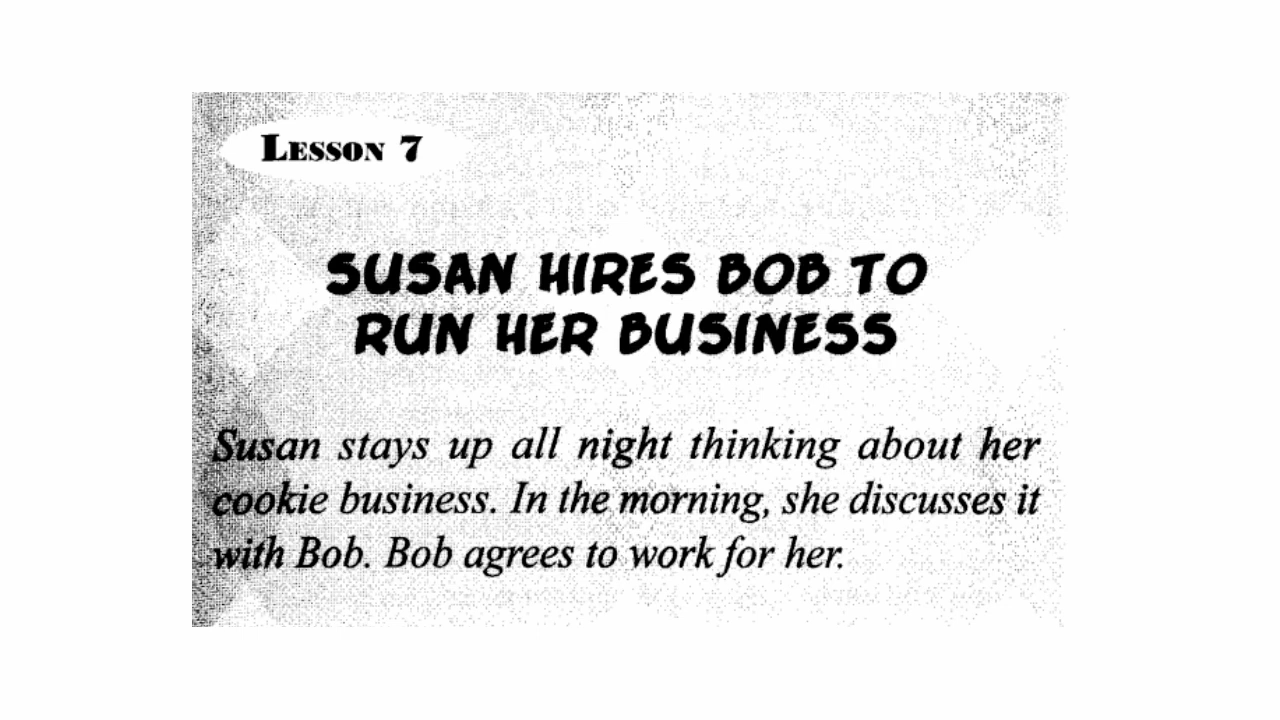 LESSON 7
SUSAN HIRES BOB TO
RUN HER BUSINESS
Susan stays up all night thinking about her
cookie business. In the morning, she discusses it
with Bob. Bob agrees to work for her.